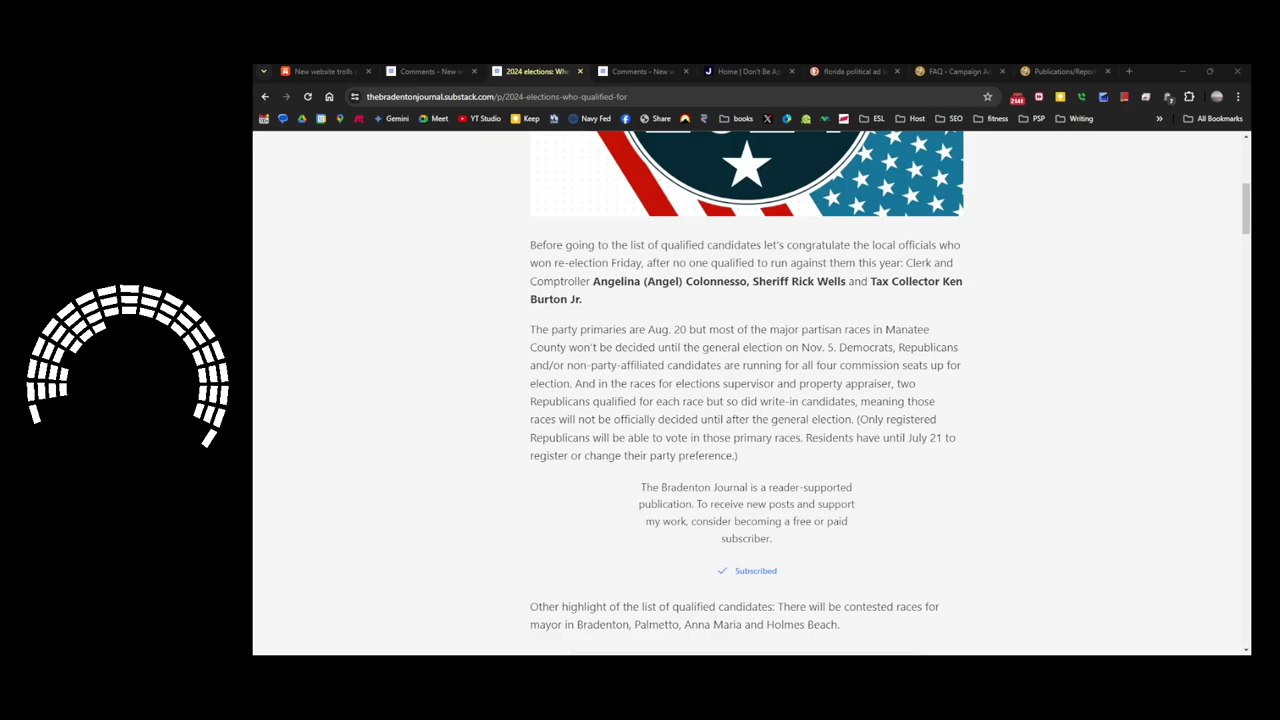 New website trolls
Comments - New w
2024 elections: Who
Comments - New w
Home | Don't Be Ap
florida political ad
FAQ - Campaign Ad
Publications/Report
thebradentonjournal.substack.com/p/2024-elections-who-qualified-for
2141
Gemini
Meet
YT Studio
Keep
Navy Fed
Share
books
ESL
Host
SEO
fitness
PSP
Writing
All Bookmarks
Before going to the list of qualified candidates let's congratulate the local officials who
won re-election Friday, after no one qualified to run against them this year: Clerk and
Comptroller Angelina (Angel) Colonnesso, Sheriff Rick Wells and Tax Collector Ken
Burton Jr.
The party primaries are Aug. 20 but most of the major partisan races in Manatee
County won't be decided until the general election on Nov. 5. Democrats, Republicans
and/or non-party-affiliated candidates are running for all four commission seats up for
election. And in the races for elections supervisor and property appraiser, two
Republicans qualified for each race but so did write-in candidates, meaning those
races will not be officially decided until after the general election. (Only registered
Republicans will be able to vote in those primary races. Residents have until July 21 to
register or change their party preference.)
The Bradenton Journal is a reader-supported
publication. To receive new posts and support
my work, consider becoming a free or paid
subscriber.
Subscribed
Other highlight of the list of qualified candidates: There will be contested races for
mayor in Bradenton, Palmetto, Anna Maria and Holmes Beach.